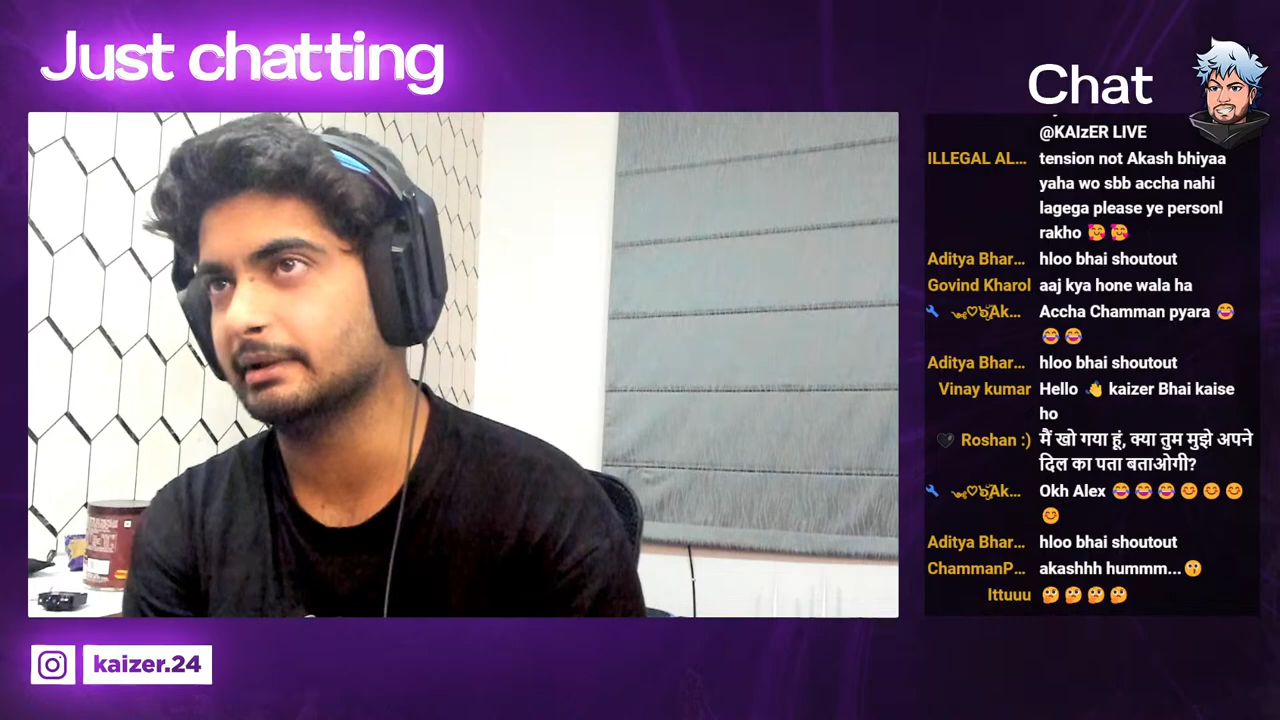 Just chatting
Chat
@KAIzER LIVE
ILLEGAL AL... tension not Akash bhiyaa
yaha wo sbb accha nahi
lagega please ye personl
rakho 🥰 🥰
Aditya Bhar... hloo bhai shoutout
Govind Kharol aaj kya hone wala ha
Accha Chamman pyara 😂
😂 😂
Aditya Bhar... hloo bhai shoutout
Vinay kumar Hello 👋 kaizer Bhai kaise
ho
🖤 Roshan :) मैं खो गया हूं, क्या तुम मुझे अपने
दिल का पता बताओगी?
Okh Alex 😂 😂 😂 😊 😊 😊
😊
Aditya Bhar... hloo bhai shoutout
ChammanP... akashhh hummm... 🤫
Ittuuu 🥺 🥺 🥺 🥺
kaizer.24